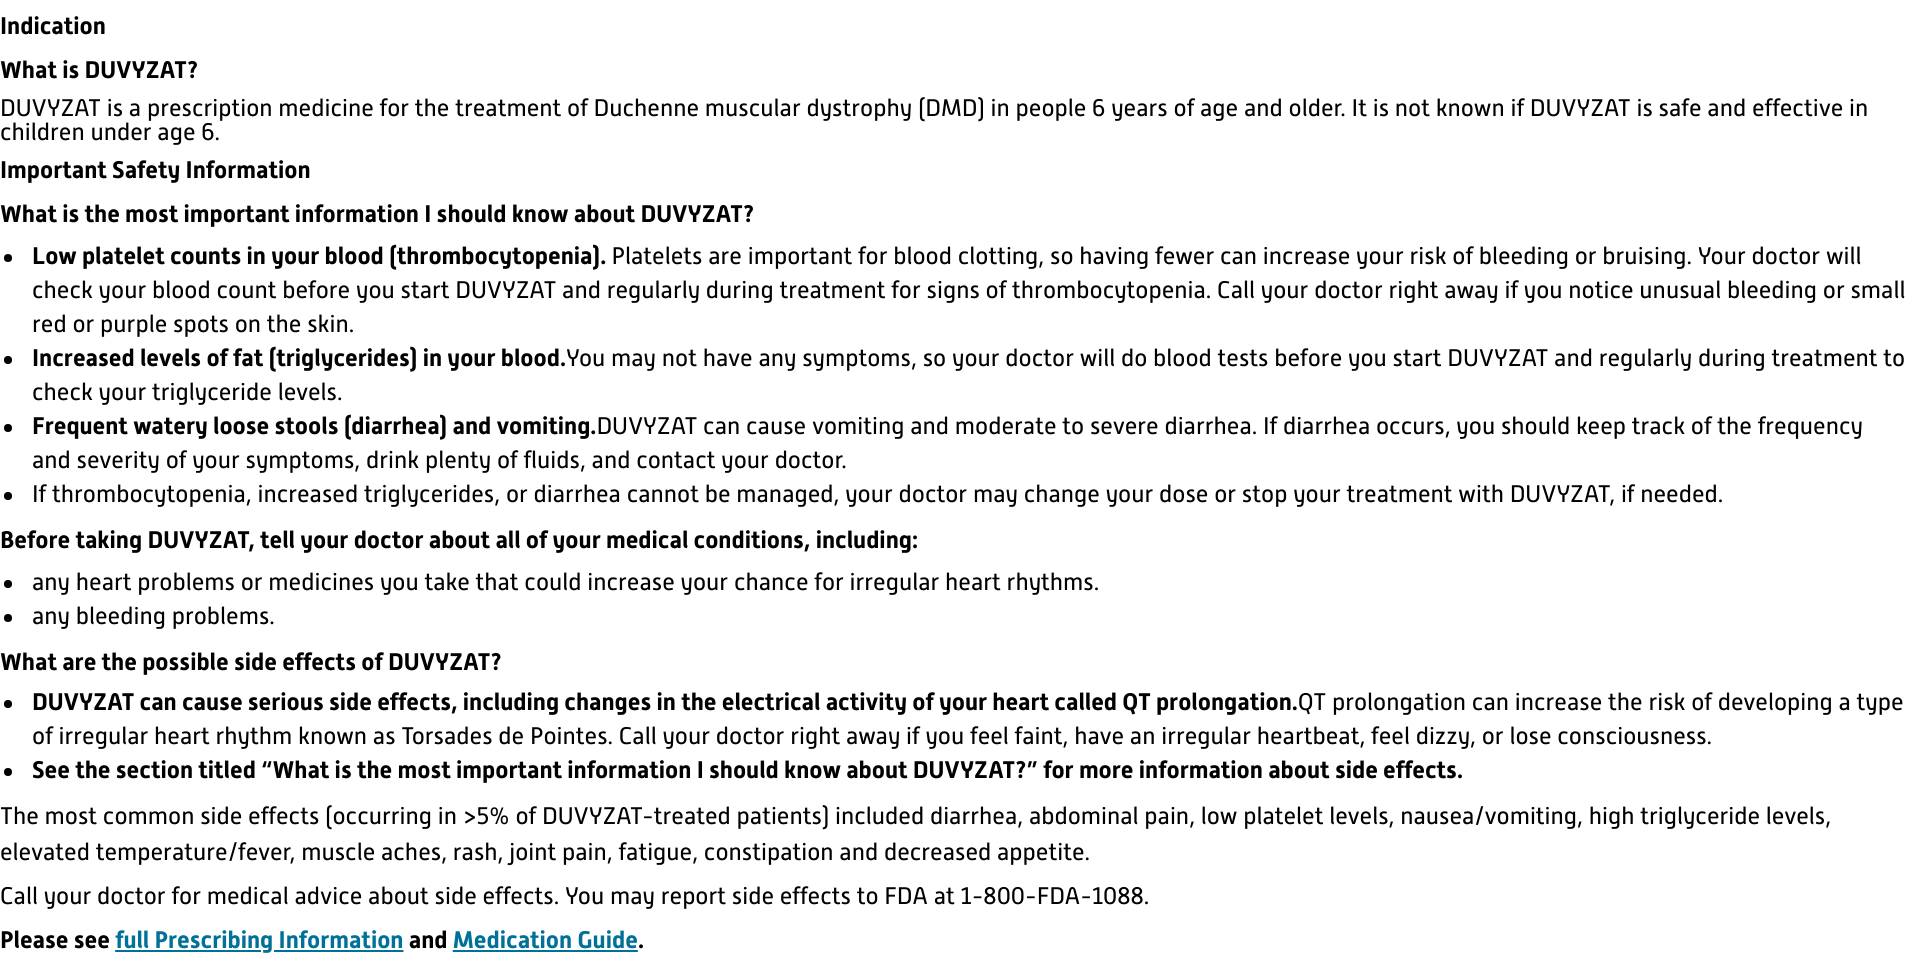 Indication
What is DUVYZAT?
DUVYZAT is a prescription medicine for the treatment of Duchenne muscular dystrophy (DMD) in people 6 years of age and older. It is not known if DUVYZAT is safe and effective in
children under age 6.
Important Safety Information
What is the most important information I should know about DUVYZAT?
• Low platelet counts in your blood (thrombocytopenia). Platelets are important for blood clotting, so having fewer can increase your risk of bleeding or bruising. Your doctor will
check your blood count before you start DUVYZAT and regularly during treatment for signs of thrombocytopenia. Call your doctor right away if you notice unusual bleeding or small
red or purple spots on the skin.
• Increased levels of fat (triglycerides) in your blood.You may not have any symptoms, so your doctor will do blood tests before you start DUVYZAT and regularly during treatment to
check your triglyceride levels.
• Frequent watery loose stools (diarrhea) and vomiting.DUVYZAT can cause vomiting and moderate to severe diarrhea. If diarrhea occurs, you should keep track of the frequency
and severity of your symptoms, drink plenty of fluids, and contact your doctor.
• If thrombocytopenia, increased triglycerides, or diarrhea cannot be managed, your doctor may change your dose or stop your treatment with DUVYZAT, if needed.
Before taking DUVYZAT, tell your doctor about all of your medical conditions, including:
• any heart problems or medicines you take that could increase your chance for irregular heart rhythms.
• any bleeding problems.
What are the possible side effects of DUVYZAT?
• DUVYZAT can cause serious side effects, including changes in the electrical activity of your heart called QT prolongation.QT prolongation can increase the risk of developing a type
of irregular heart rhythm known as Torsades de Pointes. Call your doctor right away if you feel faint, have an irregular heartbeat, feel dizzy, or lose consciousness.
• See the section titled “What is the most important information I should know about DUVYZAT?” for more information about side effects.
The most common side effects (occurring in >5% of DUVYZAT-treated patients) included diarrhea, abdominal pain, low platelet levels, nausea/vomiting, high triglyceride levels,
elevated temperature/fever, muscle aches, rash, joint pain, fatigue, constipation and decreased appetite.
Call your doctor for medical advice about side effects. You may report side effects to FDA at 1-800-FDA-1088.
Please see full Prescribing Information and Medication Guide.